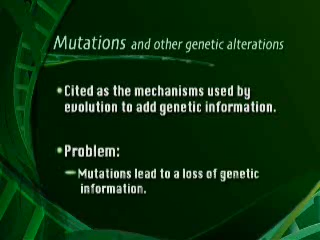 Mutations and other genetic alterations
•Cited as the mechanisms used by
evolution to add genetic information.
•Problem:
–Mutations lead to a loss of genetic
information.